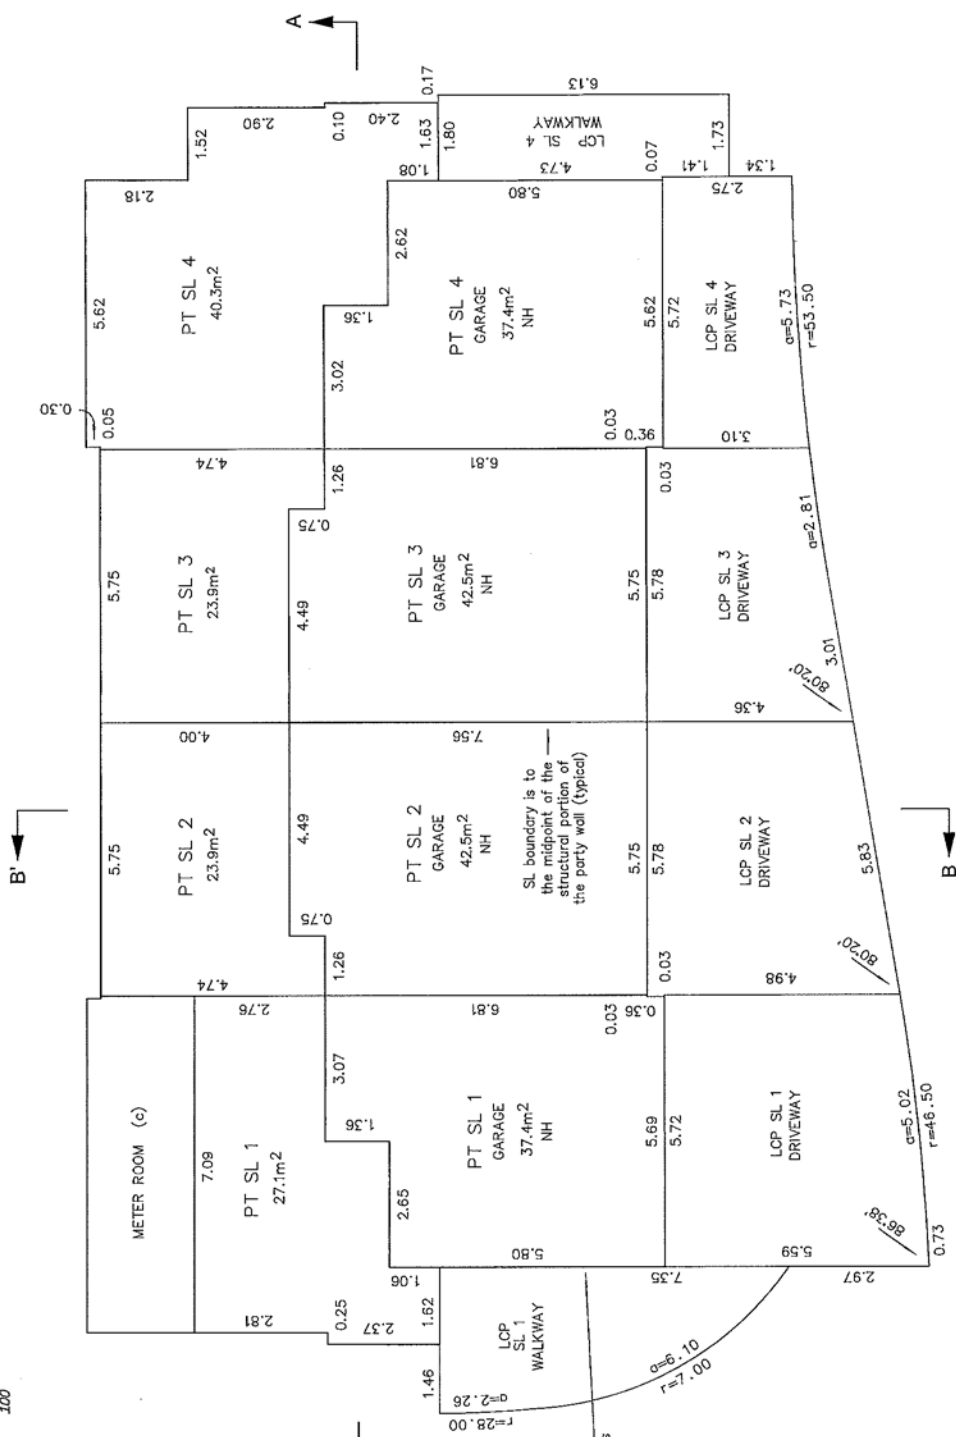 A
0.17
6.13
2.90
0.10
2.40
1.52
1.63
1.80
LCP SL 4
WALKWAY
1.73
2.18
1.08
4.73
0.07
1.41
1.34
5.80
2.75
5.62
PT SL 4
40.3m²
2.62
PT SL 4
GARAGE
37.4m²
NH
5.62
5.72
LCP SL 4
DRIVEWAY
a=5.73
r=53.50
1.36
3.02
0.30
0.05
0.03
0.36
3.10
4.74
6.81
1.26
0.03
0.75
a=2.81
5.75
PT SL 3
23.9m²
4.49
PT SL 3
GARAGE
42.5m²
NH
5.75
5.78
LCP SL 3
DRIVEWAY
3.01
80°20'
4.36
4.00
7.56
SL boundary is to
the midpoint of the
structural portion of
the party wall (typical)
B'
5.75
PT SL 2
23.9m²
4.49
PT SL 2
GARAGE
42.5m²
NH
5.75
5.78
LCP SL 2
DRIVEWAY
5.83
B
0.75
1.26
0.03
80°20'
4.98
4.74
2.76
6.81
0.03
0.36
3.07
METER ROOM (c)
7.09
PT SL 1
27.1m²
1.36
PT SL 1
GARAGE
37.4m²
NH
5.69
5.72
LCP SL 1
DRIVEWAY
a=5.02
r=46.50
2.65
86°38'
0.73
5.80
5.59
1.06
7.35
2.97
2.81
0.25
2.37
1.62
LCP
SL 1
WALKWAY
1.46
a=2.26
r=28.00
a=6.10
r=7.00
100